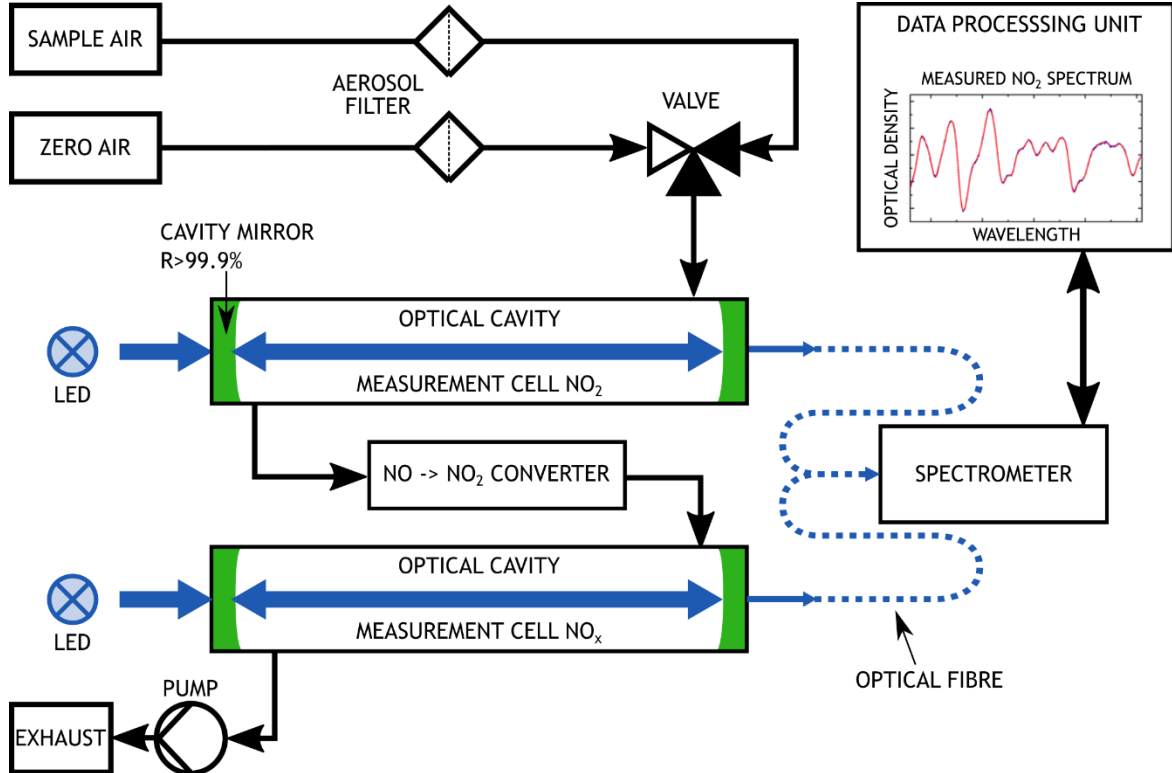 SAMPLE AIR
AEROSOL
FILTER
ZERO AIR
VALVE
DATA PROCESSSING UNIT
MEASURED NO₂ SPECTRUM
OPTICAL DENSITY
WAVELENGTH
CAVITY MIRROR
R>99.9%
LED
OPTICAL CAVITY
MEASUREMENT CELL NO₂
NO -> NO₂ CONVERTER
SPECTROMETER
LED
OPTICAL CAVITY
MEASUREMENT CELL NOₓ
OPTICAL FIBRE
PUMP
EXHAUST